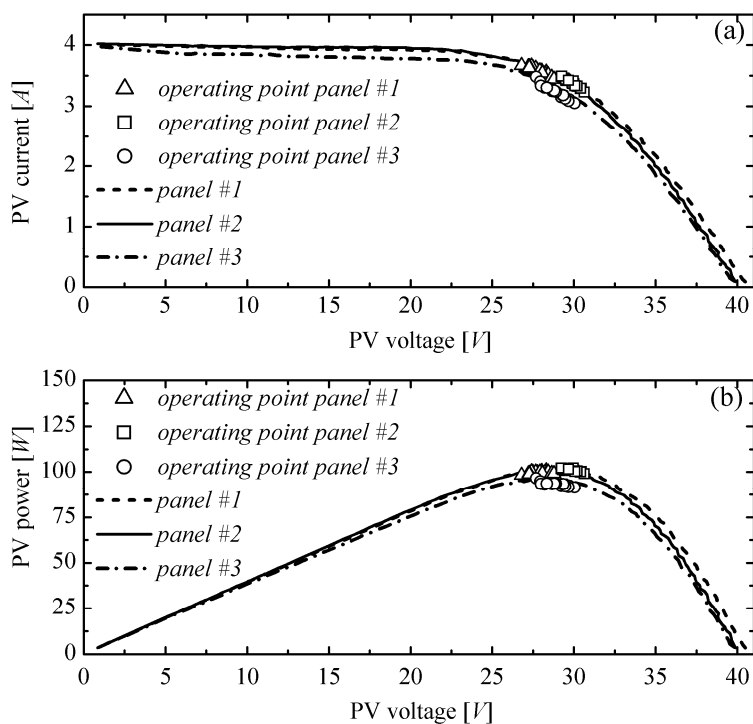 (a)
PV current [A]
4
3
2
1
0
operating point panel #1
operating point panel #2
operating point panel #3
panel #1
panel #2
panel #3
0 5 10 15 20 25 30 35 40
PV voltage [V]
(b)
PV power [W]
150
125
100
75
50
25
0
operating point panel #1
operating point panel #2
operating point panel #3
panel #1
panel #2
panel #3
0 5 10 15 20 25 30 35 40
PV voltage [V]